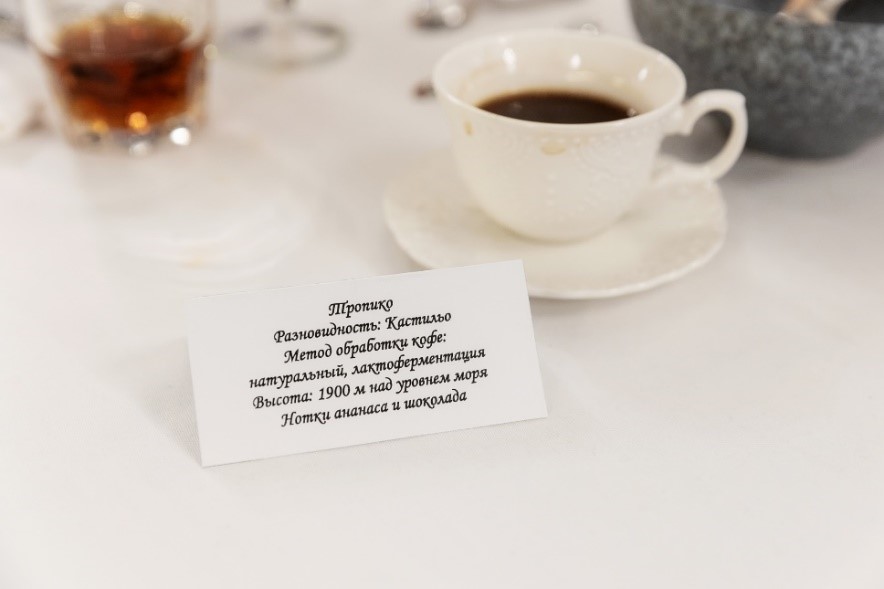 Тропико
Разновидность: Кастильо
Метод обработки кофе:
натуральный, лактоферментация
Высота: 1900 м над уровнем моря
Нотки ананаса и шоколада